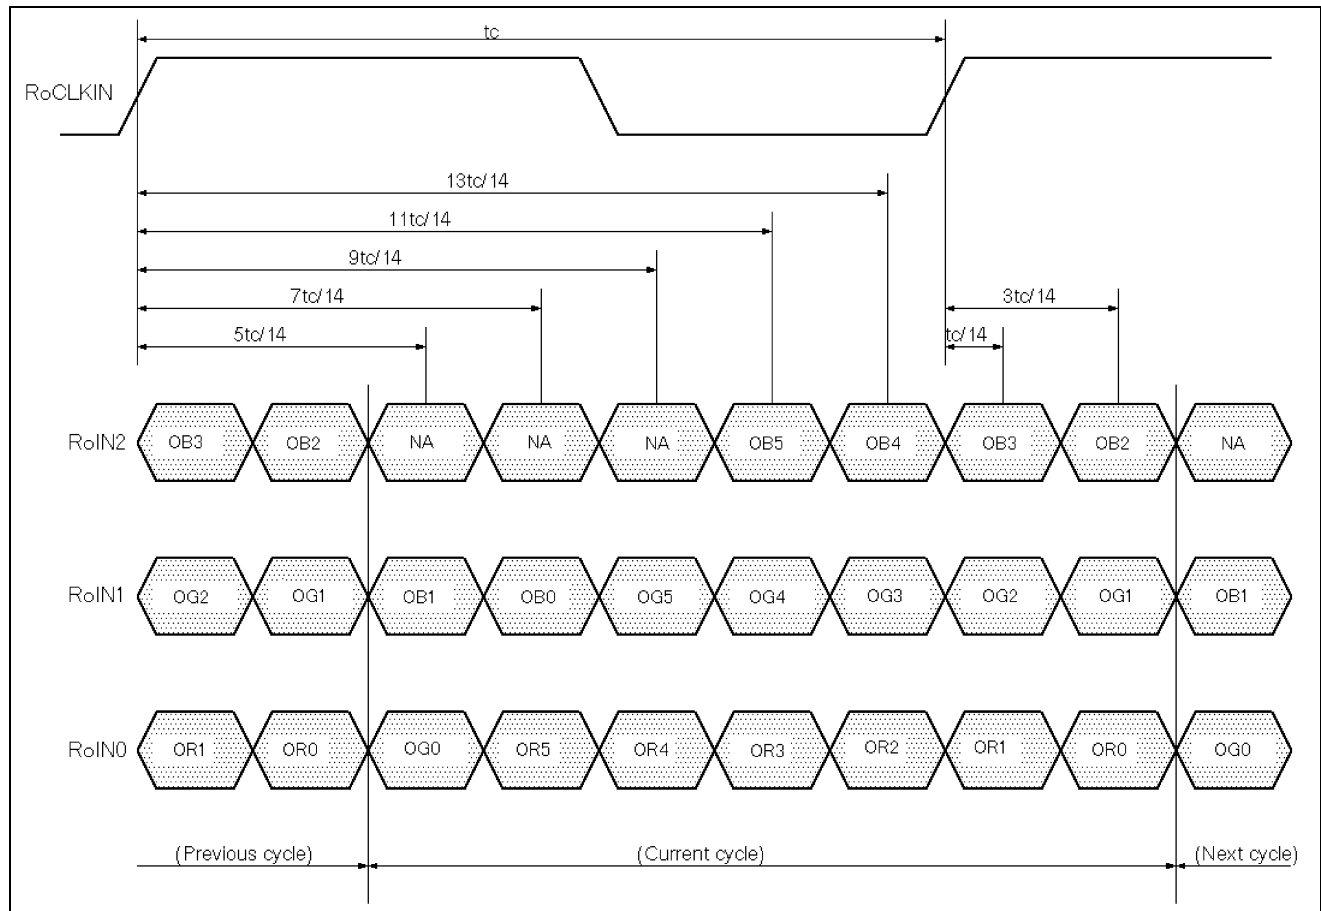 tc
RoCLKIN
13tc/14
11tc/14
9tc/14
7tc/14
3tc/14
5tc/14
tc/14
RoIN2 OB3 OB2 NA NA NA OB5 OB4 OB3 OB2 NA
RoIN1 OG2 OG1 OB1 OB0 OG5 OG4 OG3 OG2 OG1 OB1
RoIN0 OR1 OR0 OG0 OR5 OR4 OR3 OR2 OR1 OR0 OG0
(Previous cycle) (Current cycle) (Next cycle)